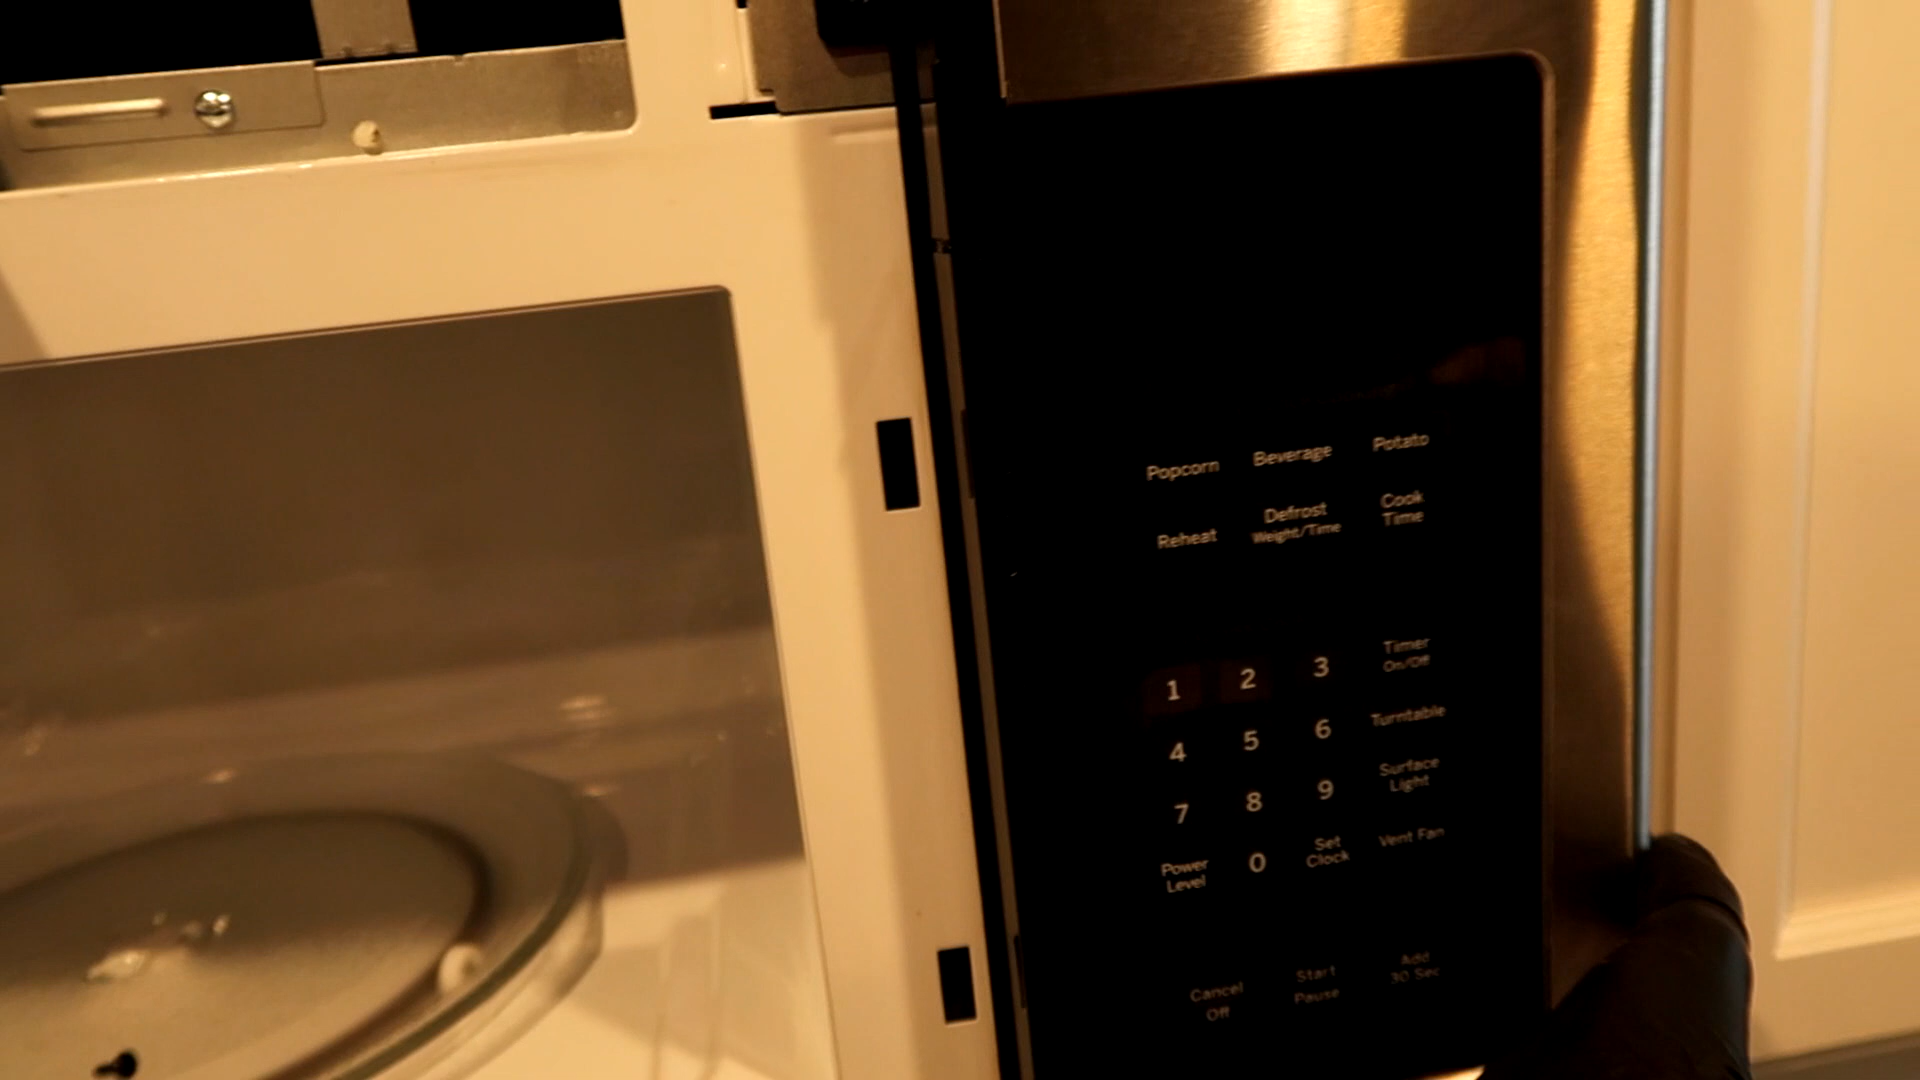 Popcorn Beverage Potato
Reheat Defrost Weight/Time Cook Time
1 2 3 Timer On/Off
4 5 6 Turntable
7 8 9 Surface Light
Power Level 0 Set Clock Vent Fan
Cancel Off Start Pause Add 30 Sec